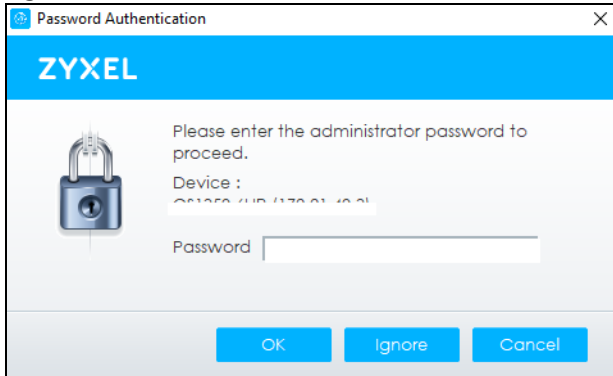 Password Authentication
ZYXEL
Please enter the administrator password to
proceed.
Device :
Password
OK Ignore Cancel